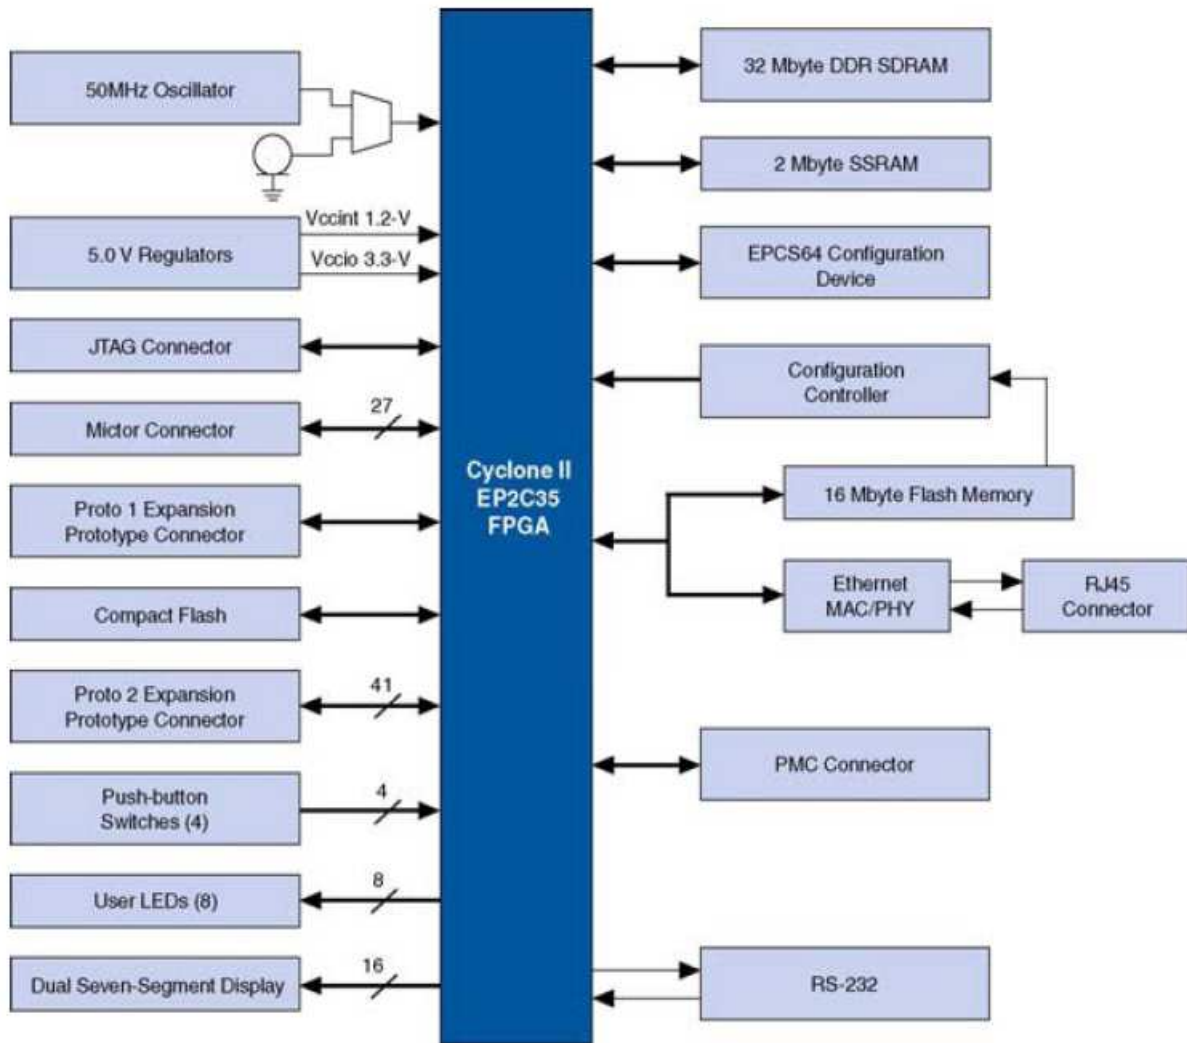 50MHz Oscillator
5.0 V Regulators
Vccint 1.2-V
Vccio 3.3-V
JTAG Connector
Mictor Connector
27
Proto 1 Expansion
Prototype Connector
Compact Flash
Proto 2 Expansion
Prototype Connector
41
Push-button
Switches (4)
4
User LEDs (8)
8
Dual Seven-Segment Display
16
Cyclone II
EP2C35
FPGA
32 Mbyte DDR SDRAM
2 Mbyte SSRAM
EPCS64 Configuration
Device
Configuration
Controller
16 Mbyte Flash Memory
Ethernet
MAC/PHY
RJ45
Connector
PMC Connector
RS-232